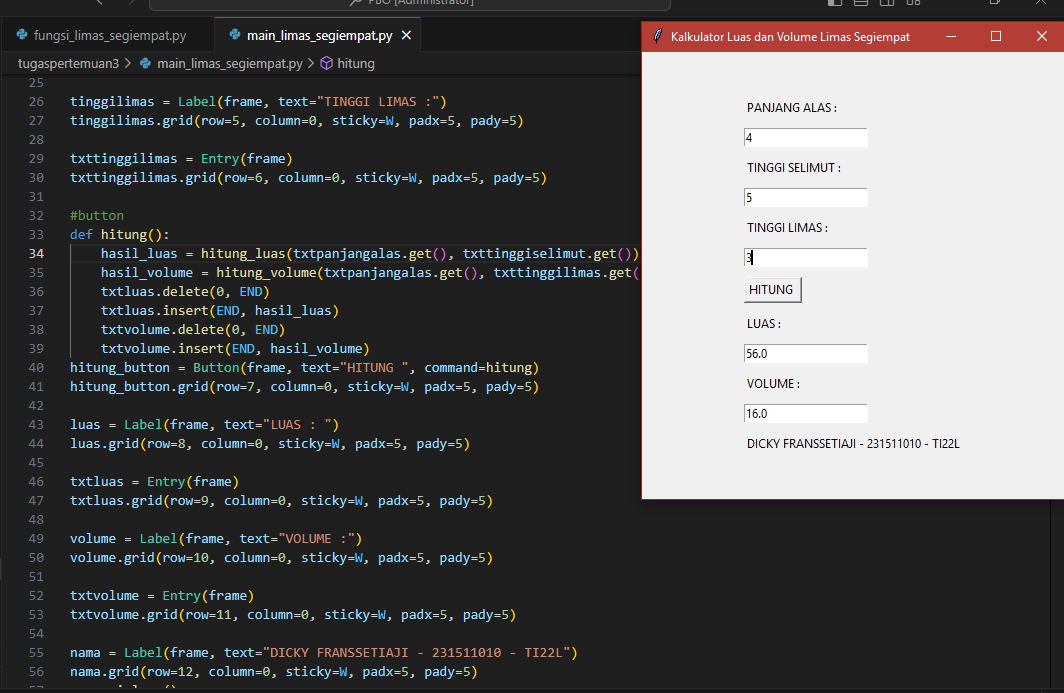 PBO [Administrator]
fungsi_limas_segiempat.py
main_limas_segiempat.py
tugaspertemuan3 > main_limas_segiempat.py > hitung
25
26 tinggilimas = Label(frame, text="TINGGI LIMAS :")
27 tinggilimas.grid(row=5, column=0, sticky=W, padx=5, pady=5)
28
29 txttinggilimas = Entry(frame)
30 txttinggilimas.grid(row=6, column=0, sticky=W, padx=5, pady=5)
31
32 #button
33 def hitung():
34 hasil_luas = hitung_luas(txtpanjangalas.get(), txttinggiselimut.get())
35 hasil_volume = hitung_volume(txtpanjangalas.get(), txttinggilimas.get(
36 txtluas.delete(0, END)
37 txtluas.insert(END, hasil_luas)
38 txtvolume.delete(0, END)
39 txtvolume.insert(END, hasil_volume)
40 hitung_button = Button(frame, text="HITUNG ", command=hitung)
41 hitung_button.grid(row=7, column=0, sticky=W, padx=5, pady=5)
42
43 luas = Label(frame, text="LUAS : ")
44 luas.grid(row=8, column=0, sticky=W, padx=5, pady=5)
45
46 txtluas = Entry(frame)
47 txtluas.grid(row=9, column=0, sticky=W, padx=5, pady=5)
48
49 volume = Label(frame, text="VOLUME :")
50 volume.grid(row=10, column=0, sticky=W, padx=5, pady=5)
51
52 txtvolume = Entry(frame)
53 txtvolume.grid(row=11, column=0, sticky=W, padx=5, pady=5)
54
55 nama = Label(frame, text="DICKY FRANSSETIAJI - 231511010 - TI22L")
56 nama.grid(row=12, column=0, sticky=W, padx=5, pady=5)
Kalkulator Luas dan Volume Limas Segiempat
PANJANG ALAS :
4
TINGGI SELIMUT :
5
TINGGI LIMAS :
3
HITUNG
LUAS :
56.0
VOLUME :
16.0
DICKY FRANSSETIAJI - 231511010 - TI22L